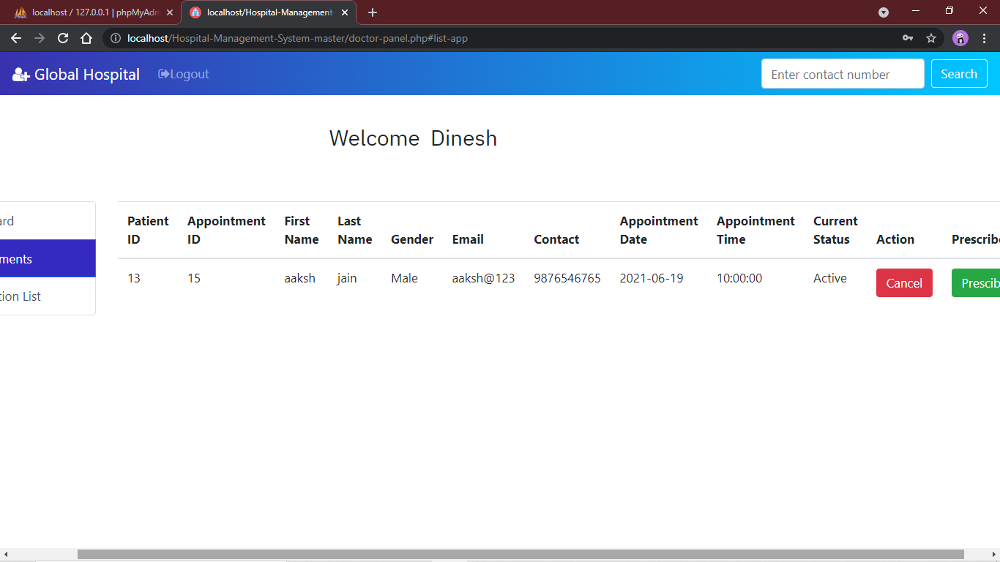 localhost / 127.0.0.1 | phpMyAdm
localhost/Hospital-Management-
localhost/Hospital-Management-System-master/doctor-panel.php#list-app
Global Hospital Logout Enter contact number Search
Welcome Dinesh
ard
ments
tion List
Patient ID Appointment ID First Name Last Name Gender Email Contact Appointment Date Appointment Time Current Status Action Prescribe
13 15 aaksh jain Male aaksh@123 9876546765 2021-06-19 10:00:00 Active Cancel Prescib